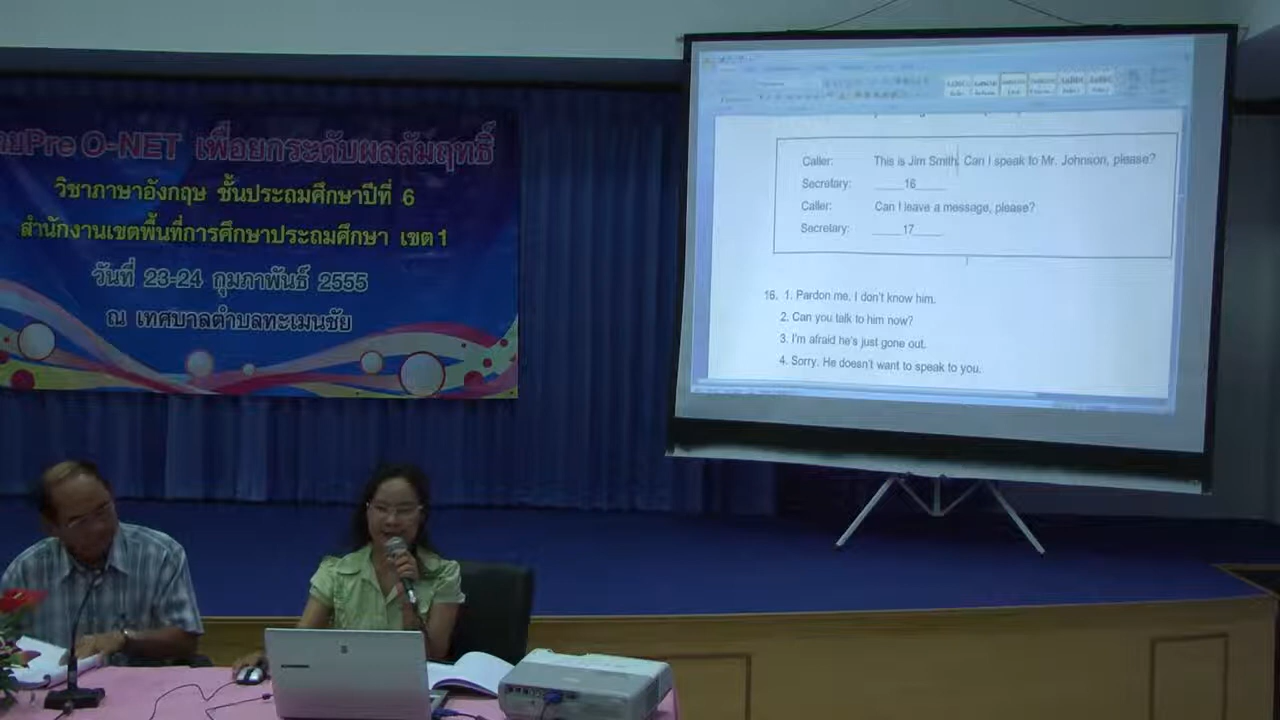 Pre O-NET เพื่อยกระดับผลสัมฤทธิ์
วิชาภาษาอังกฤษ ชั้นประถมศึกษาปีที่ 6
สำนักงานเขตพื้นที่การศึกษาประถมศึกษา เขต 1
วันที่ 23-24 กุมภาพันธ์ 2555
ณ เทศบาลตำบลทะเมนชัย
Caller: This is Jim Smith. Can I speak to Mr. Johnson, please?
Secretary: _____16_____
Caller: Can I leave a message, please?
Secretary: _____17_____
16. 1. Pardon me, I don't know him.
2. Can you talk to him now?
3. I'm afraid he's just gone out.
4. Sorry. He doesn't want to speak to you.